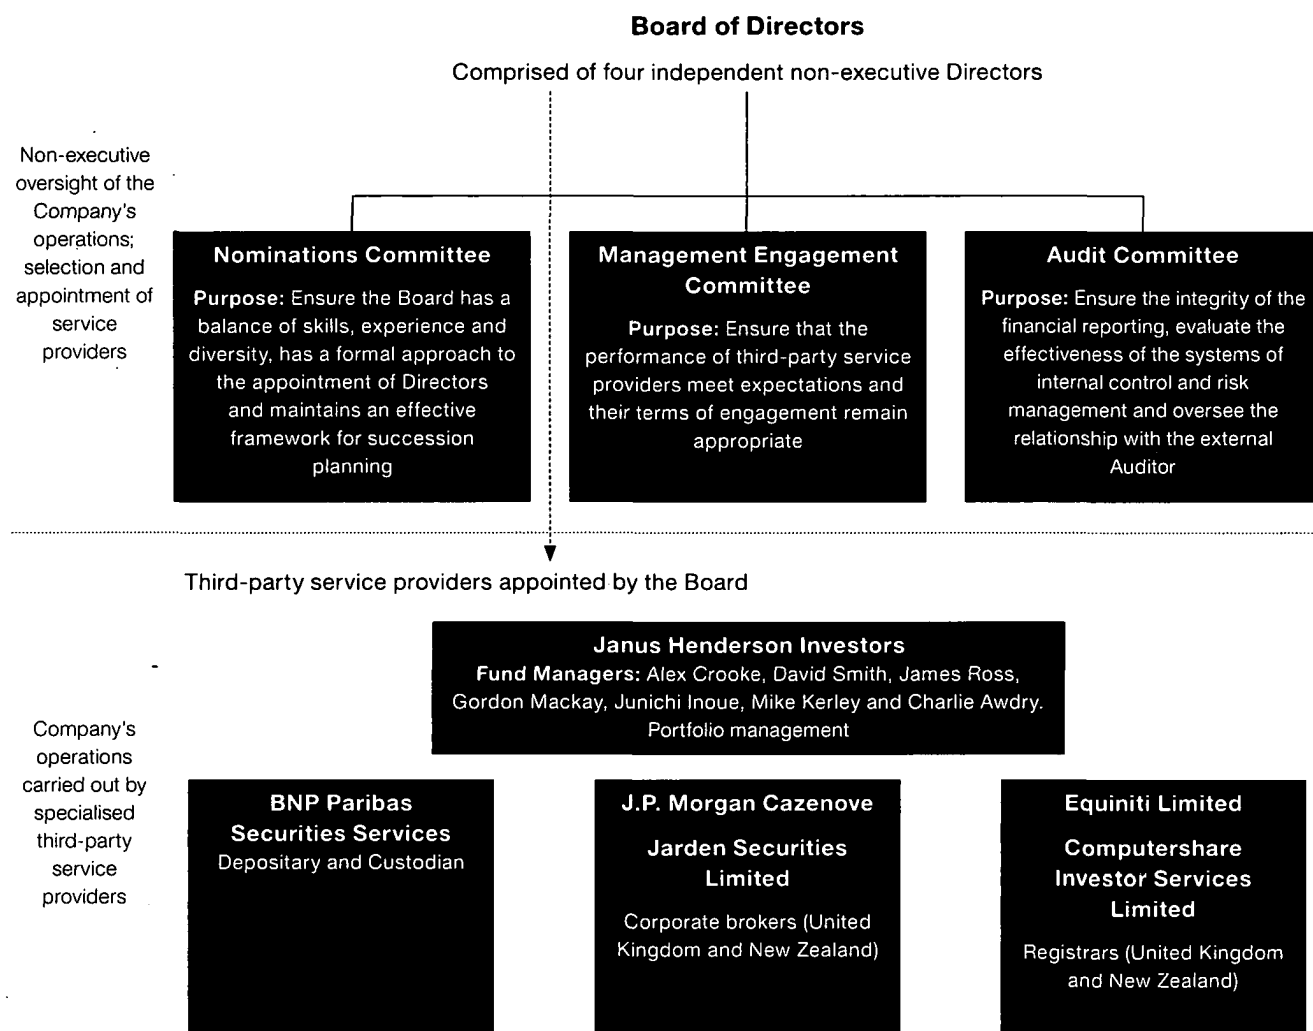 Board of Directors
Comprised of four independent non-executive Directors
Non-executive
oversight of the
Company's
operations;
selection and
appointment of
service
providers
Nominations Committee
Purpose: Ensure the Board has a
balance of skills, experience and
diversity, has a formal approach to
the appointment of Directors
and maintains an effective
framework for succession
planning
Management Engagement
Committee
Purpose: Ensure that the
performance of third-party service
providers meet expectations and
their terms of engagement remain
appropriate
Audit Committee
Purpose: Ensure the integrity of the
financial reporting, evaluate the
effectiveness of the systems of
internal control and risk
management and oversee the
relationship with the external
Auditor
Third-party service providers appointed by the Board
Company's
operations
carried out by
specialised
third-party
service
providers
Janus Henderson Investors
Fund Managers: Alex Crooke, David Smith, James Ross,
Gordon Mackay, Junichi Inoue, Mike Kerley and Charlie Awdry.
Portfolio management
BNP Paribas
Securities Services
Depositary and Custodian
J.P. Morgan Cazenove
Jarden Securities
Limited
Corporate brokers (United
Kingdom and New Zealand)
Equiniti Limited
Computershare
Investor Services
Limited
Registrars (United Kingdom
and New Zealand)